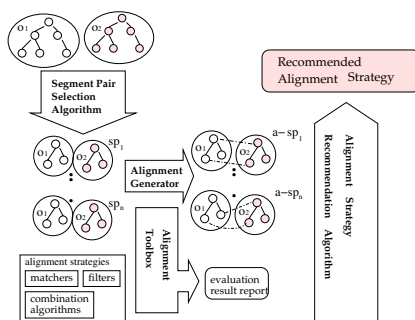 o1
o2
Segment Pair
Selection
Algorithm
Recommended
Alignment Strategy
o1
o2
sp1
spn
o1
o2
Alignment
Generator
o1
o2
a-sp1
o1
o2
a-spn
Alignment Strategy
Recommendation Algorithm
Alignment
Toolbox
alignment strategies
matchers
filters
combination
algorithms
evaluation
result report